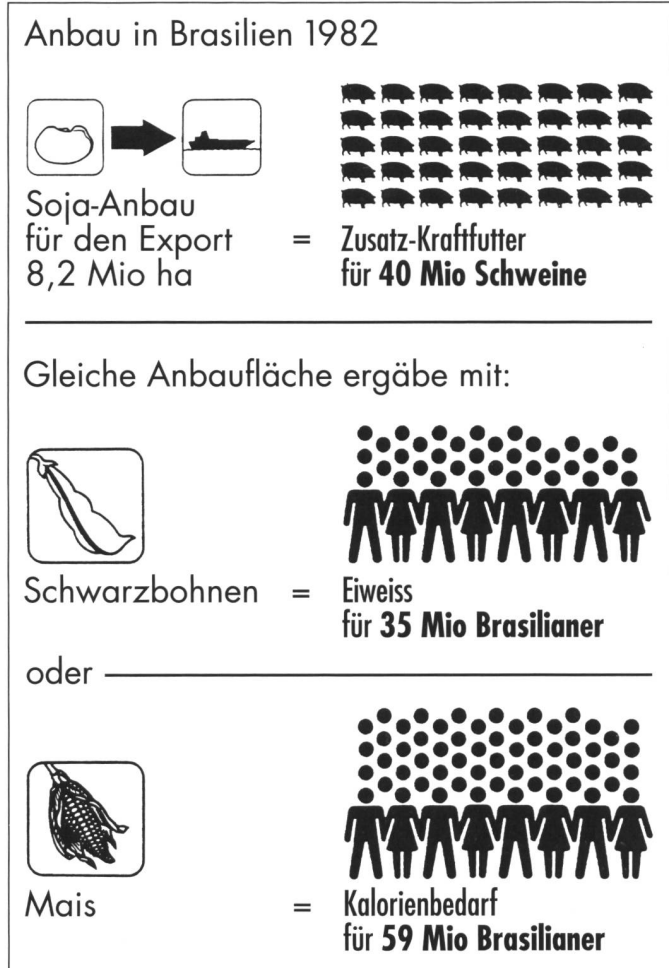 Anbau in Brasilien 1982
Soja-Anbau
für den Export
8,2 Mio ha
=
Zusatz-Kraftfutter
für 40 Mio Schweine
Gleiche Anbaufläche ergäbe mit:
Schwarzbohnen = Eiweiss
für 35 Mio Brasilianer
oder
Mais = Kalorienbedarf
für 59 Mio Brasilianer